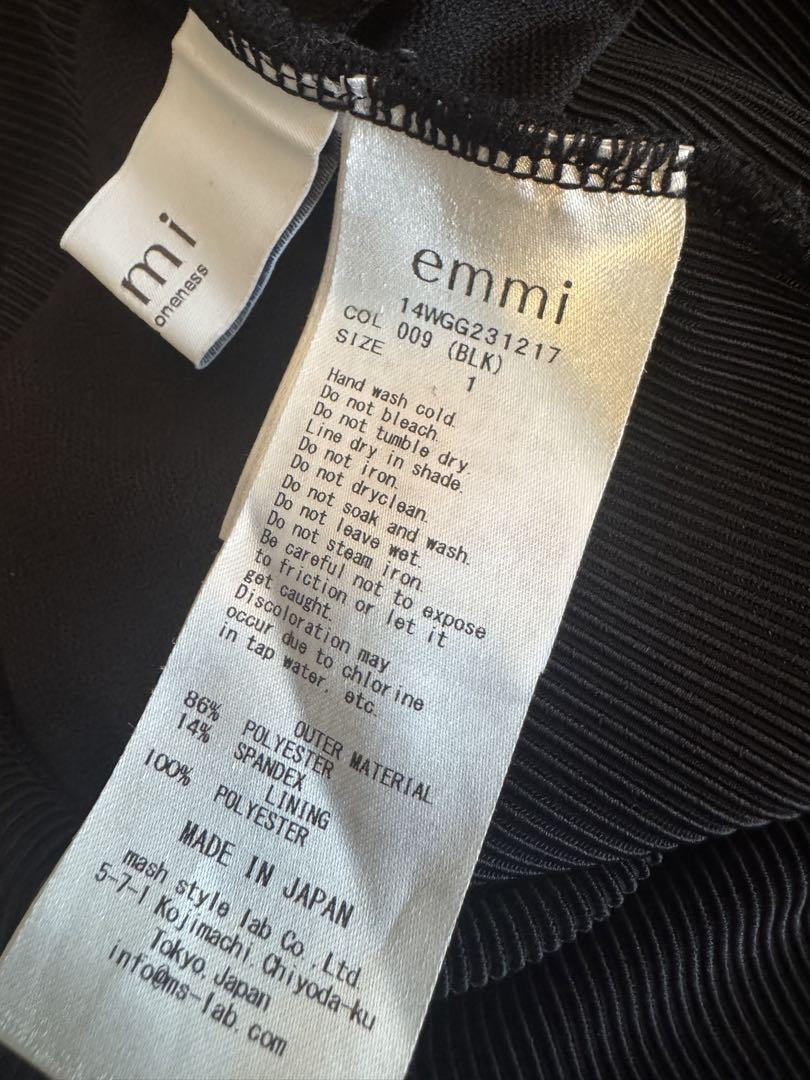 mi
oneness
emmi
14WGG231217
COL 009 (BLK)
SIZE 1
Hand wash cold.
Do not bleach.
Do not tumble dry.
Line dry in shade.
Do not iron.
Do not dryclean.
Do not soak and wash.
Do not leave wet.
Do not steam iron.
Be careful not to expose
to friction or let it
get caught.
Discoloration may
occur due to chlorine
in tap water, etc.
OUTER MATERIAL
86% POLYESTER
14% SPANDEX
LINING
100% POLYESTER
MADE IN JAPAN
mash style lab Co.,Ltd.
5-7-1 Kojimachi,Chiyoda-ku
Tokyo,Japan
info@ms-lab.com